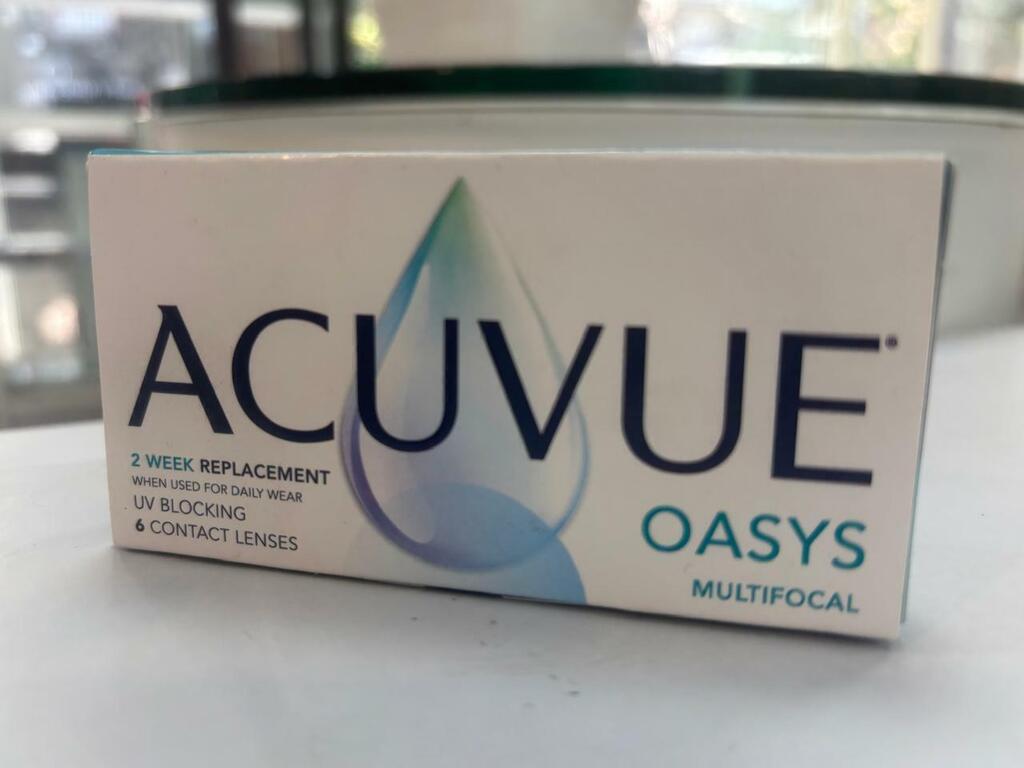 ACUVUE®
2 WEEK REPLACEMENT
WHEN USED FOR DAILY WEAR
UV BLOCKING
6 CONTACT LENSES
OASYS
MULTIFOCAL